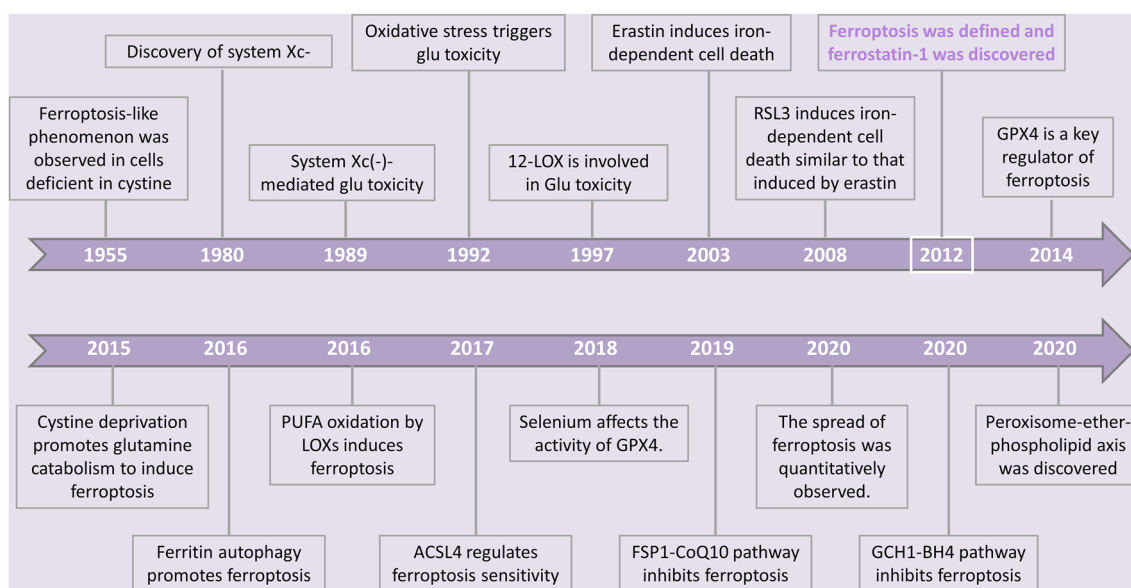 Ferroptosis-like
phenomenon was
observed in cells
deficient in cystine
Discovery of system Xc-
System Xc(-)-
mediated glu toxicity
Oxidative stress triggers
glu toxicity
12-LOX is involved
in Glu toxicity
Erastin induces iron-
dependent cell death
RSL3 induces iron-
dependent cell
death similar to that
induced by erastin
Ferroptosis was defined and
ferrostatin-1 was discovered
GPX4 is a key
regulator of
ferroptosis
1955 1980 1989 1992 1997 2003 2008 2012 2014
2015 2016 2016 2017 2018 2019 2020 2020 2020
Cystine deprivation
promotes glutamine
catabolism to induce
ferroptosis
Ferritin autophagy
promotes ferroptosis
PUFA oxidation by
LOXs induces
ferroptosis
ACSL4 regulates
ferroptosis sensitivity
Selenium affects the
activity of GPX4.
FSP1-CoQ10 pathway
inhibits ferroptosis
The spread of
ferroptosis was
quantitatively
observed.
GCH1-BH4 pathway
inhibits ferroptosis
Peroxisome-ether-
phospholipid axis
was discovered